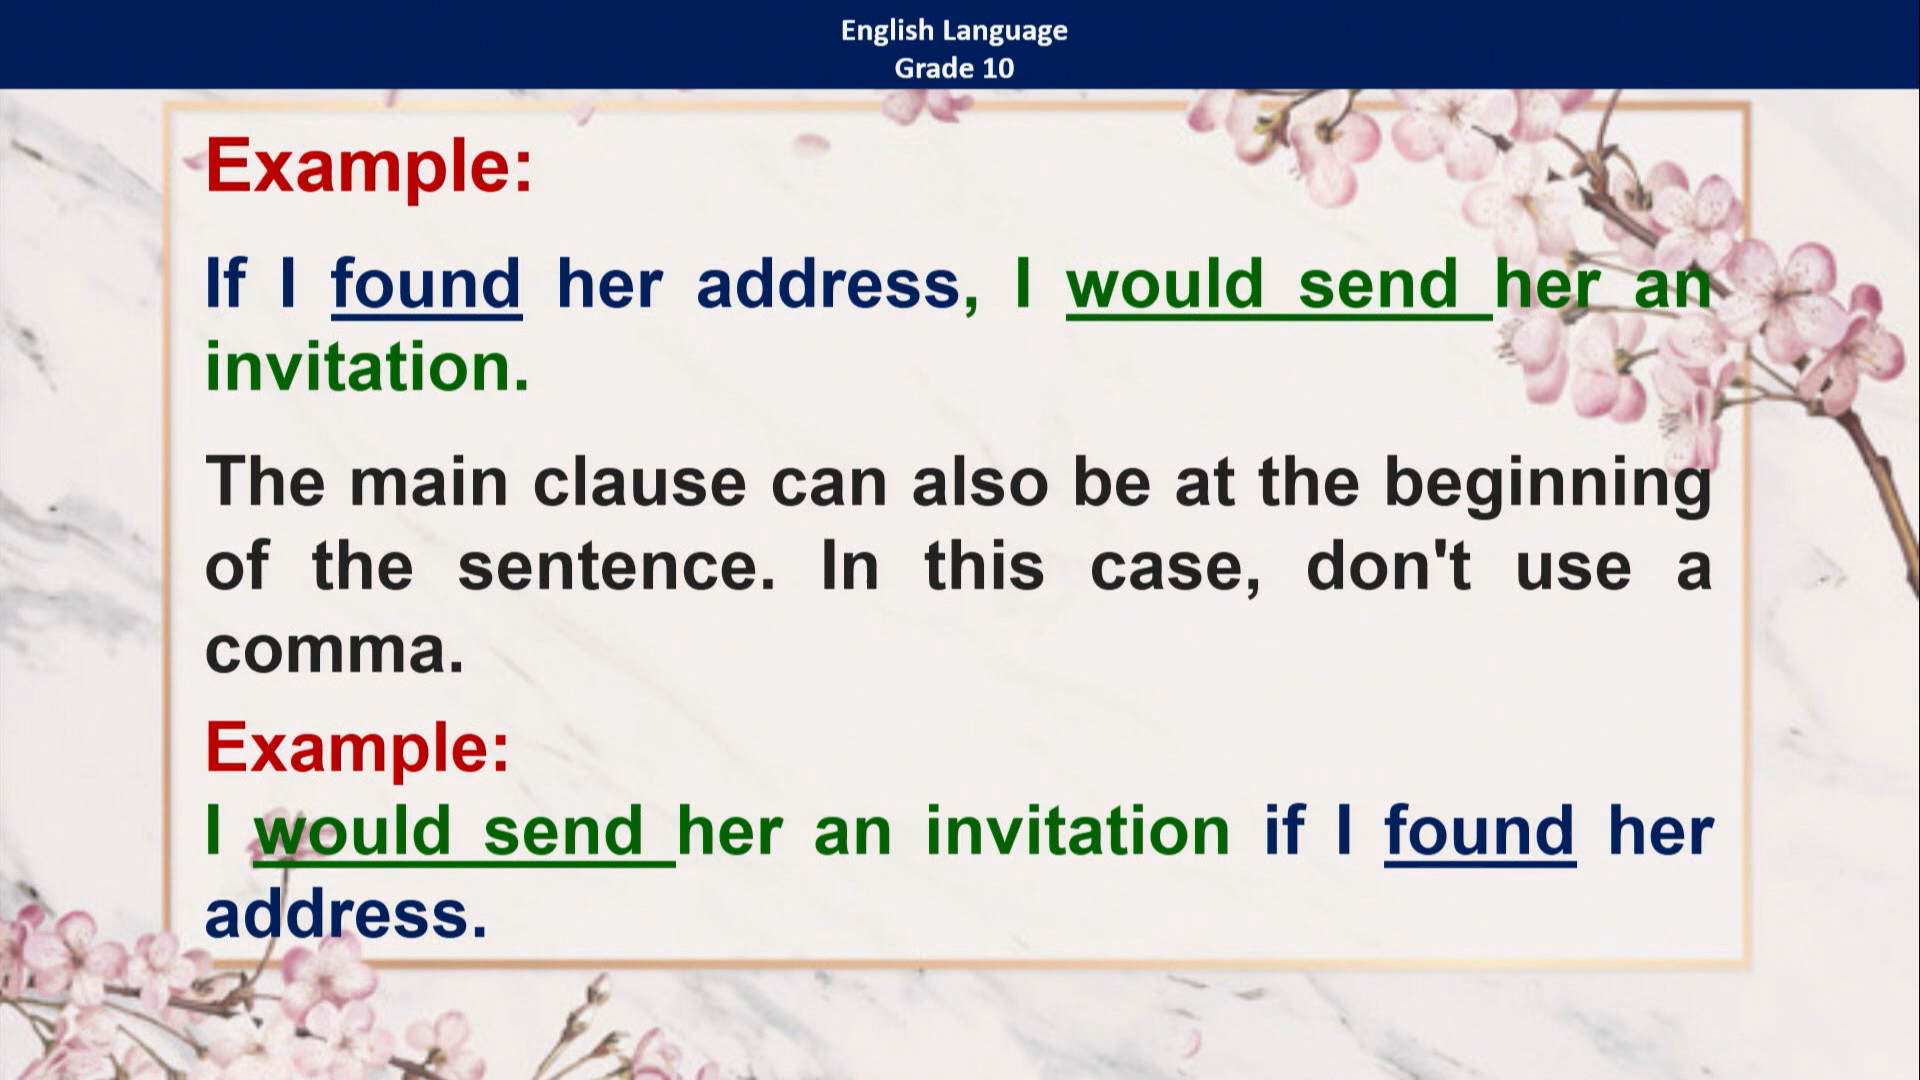 English Language
Grade 10
Example:
If I found her address, I would send her an
invitation.
The main clause can also be at the beginning
of the sentence. In this case, don't use a
comma.
Example:
I would send her an invitation if I found her
address.